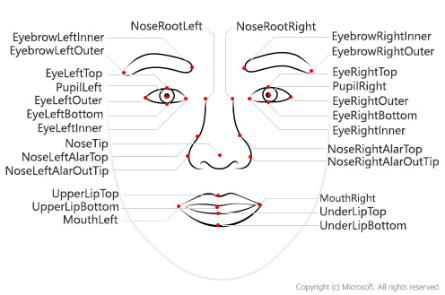 NoseRootLeft
NoseRootRight
EyebrowLeftInner
EyebrowLeftOuter
EyebrowRightInner
EyebrowRightOuter
EyeLeftTop
PupilLeft
EyeLeftOuter
EyeLeftBottom
EyeLeftInner
EyeRightTop
PupilRight
EyeRightOuter
EyeRightBottom
EyeRightInner
NoseTip
NoseLeftAlarTop
NoseLeftAlarOutTip
NoseRightAlarTop
NoseRightAlarOutTip
UpperLipTop
UpperLipBottom
MouthLeft
MouthRight
UnderLipTop
UnderLipBottom
Copyright (c) Microsoft. All rights reserved